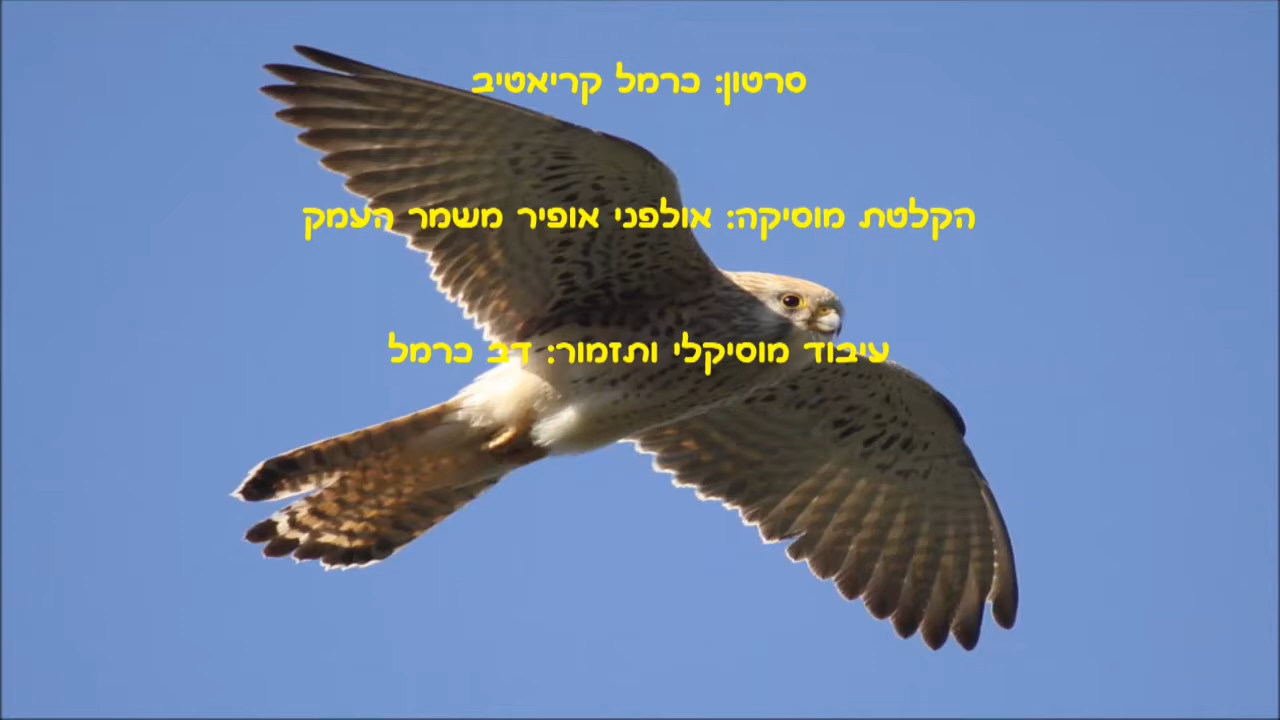 סרטון: כרמל קריאטיב
הקלטת מוסיקה: אולפני אופיר משמר העמק
עיבוד מוסיקלי ותזמור: דב כרמל